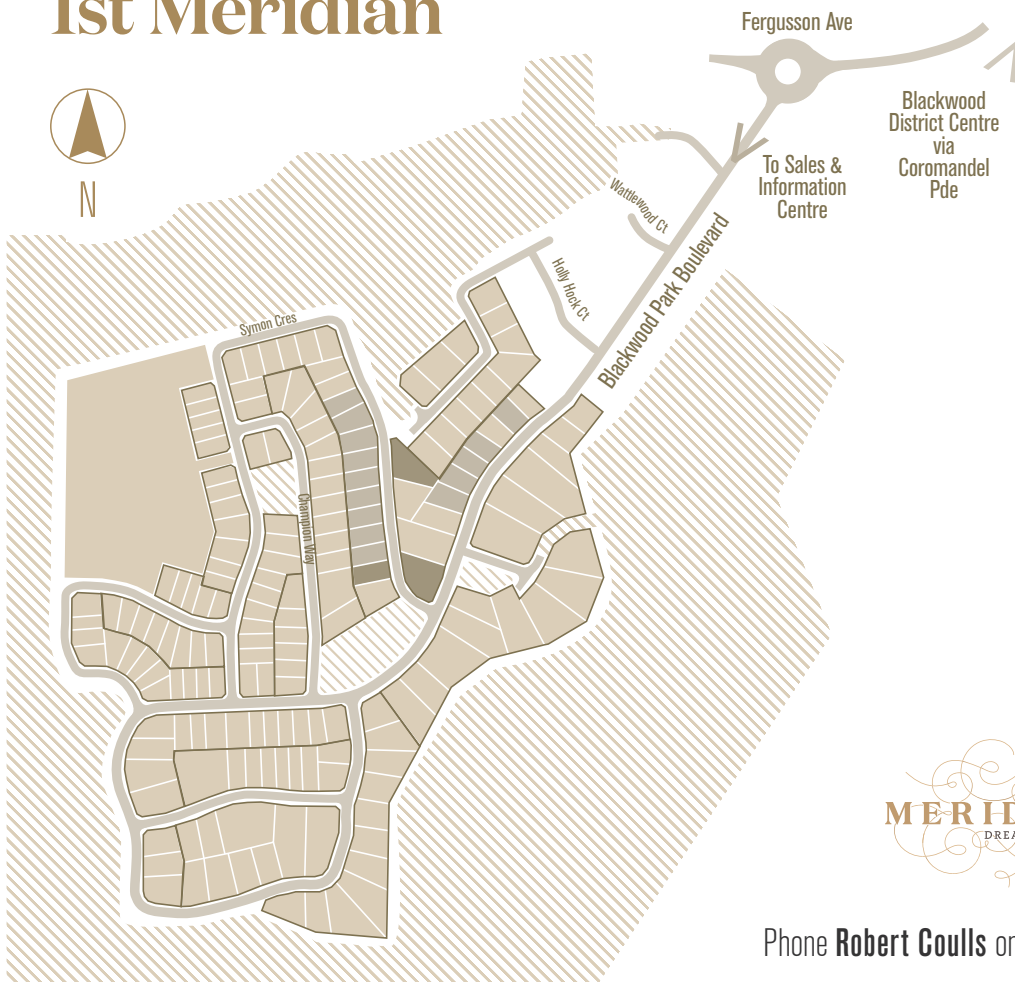 1st Meridian
Fergusson Ave
N
Blackwood
District Centre
via
Coromandel
Pde
To Sales &
Information
Centre
Wattlewood Ct
Blackwood Park Boulevard
Holly Hock Ct
Symon Cres
Champion Way
MERID
DREA
Phone Robert Coulls or